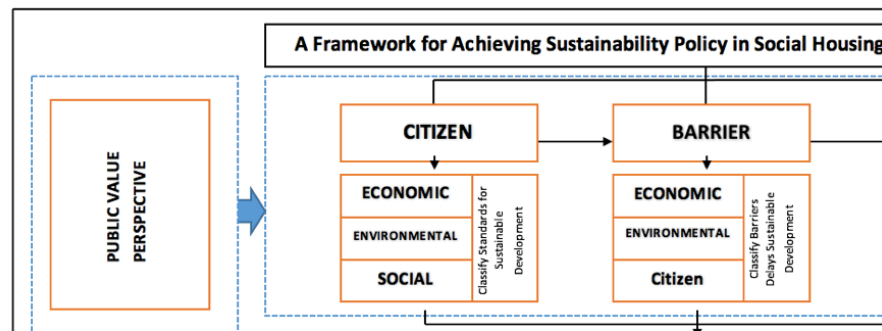 A Framework for Achieving Sustainability Policy in Social Housing
PUBLIC VALUE
PERSPECTIVE
CITIZEN
ECONOMIC
ENVIRONMENTAL
SOCIAL
Classify Standards for
Sustainable
Development
BARRIER
ECONOMIC
ENVIRONMENTAL
Citizen
Classify Barriers
Delays Sustainable
Development